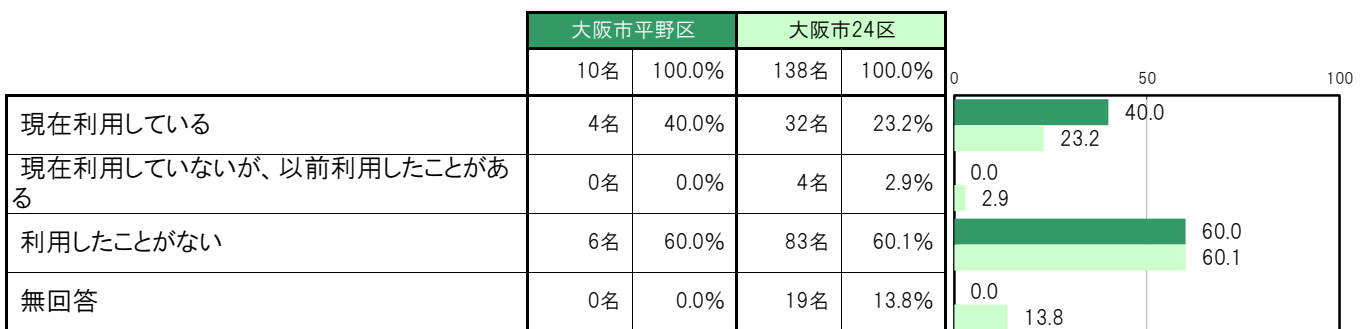 大阪市平野区 大阪市24区
10名 100.0% 138名 100.0% 0 50 100
現在利用している 4名 40.0% 32名 23.2% 40.0
23.2
現在利用していないが、以前利用したことがあ
る 0名 0.0% 4名 2.9% 0.0
2.9
利用したことがない 6名 60.0% 83名 60.1% 60.0
60.1
無回答 0名 0.0% 19名 13.8% 0.0
13.8